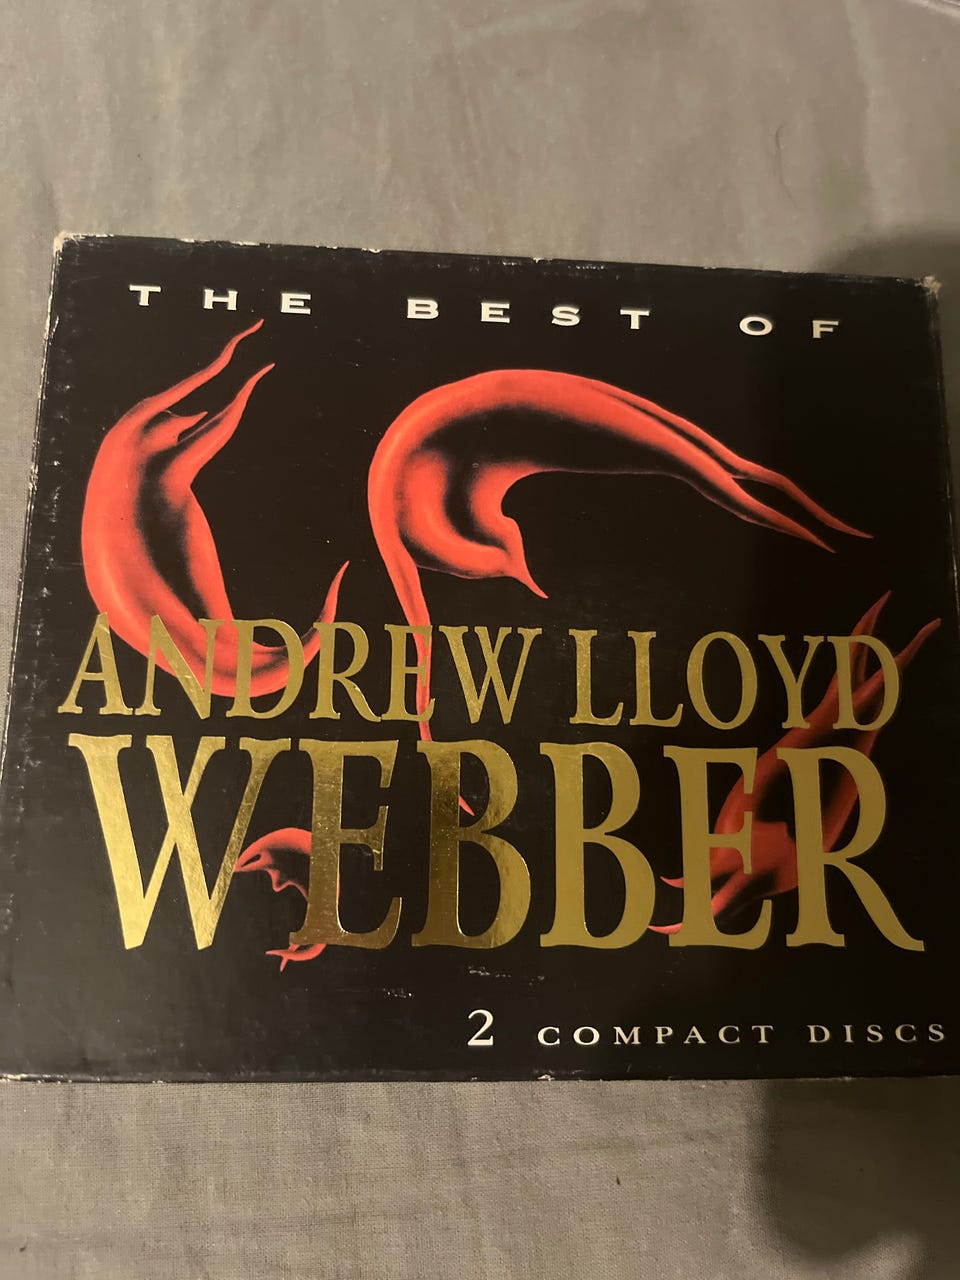 THE BEST OF
ANDREW LLOYD
WEBBER
2 COMPACT DISCS